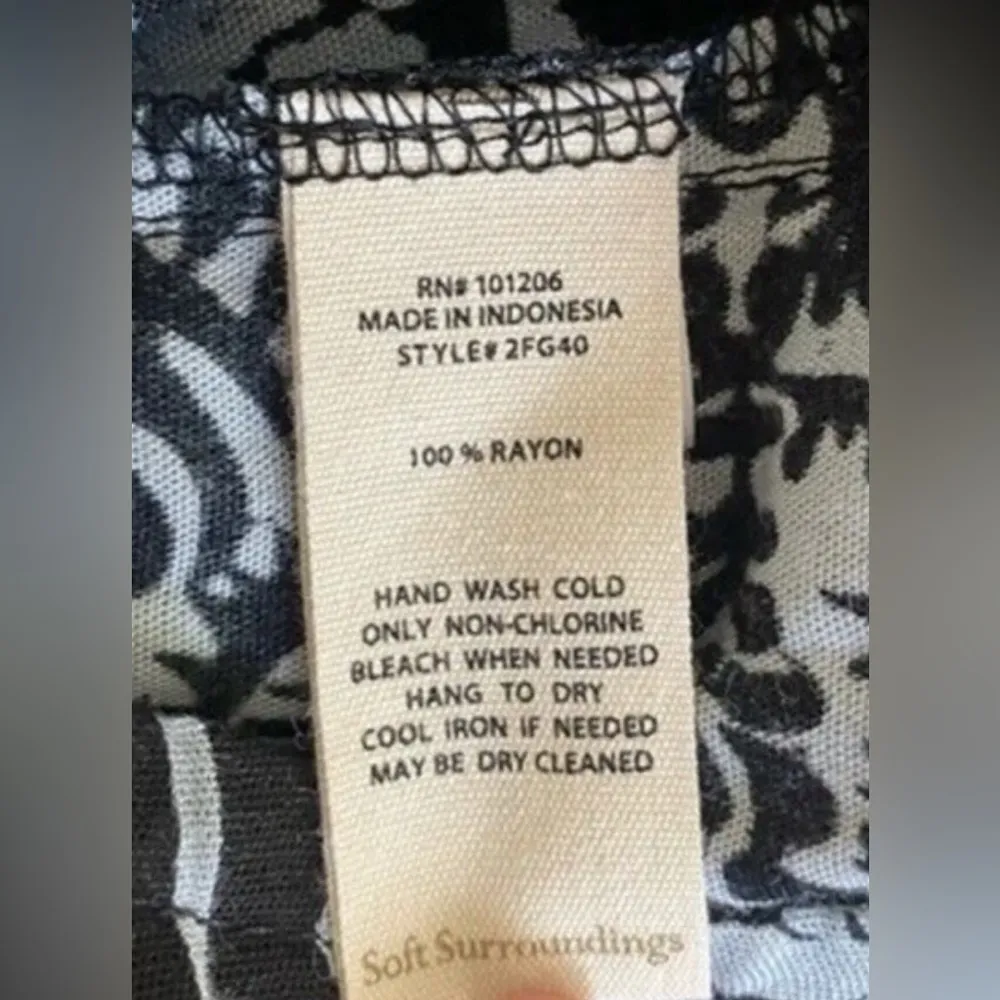 RN# 101206
MADE IN INDONESIA
STYLE# 2FG40
100 % RAYON
HAND WASH COLD
ONLY NON-CHLORINE
BLEACH WHEN NEEDED
HANG TO DRY
COOL IRON IF NEEDED
MAY BE DRY CLEANED
Soft Surroundings